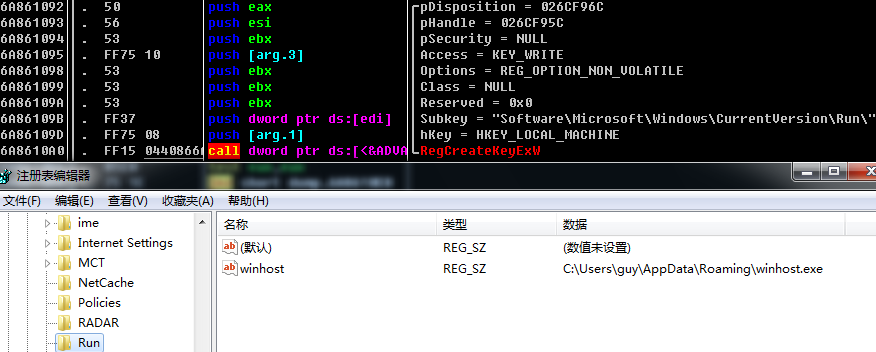 6A861092 . 50 push eax pDisposition = 026CF96C
6A861093 . 56 push esi pHandle = 026CF95C
6A861094 . 53 push ebx pSecurity = NULL
6A861095 . FF75 10 push [arg.3] Access = KEY_WRITE
6A861098 . 53 push ebx Options = REG_OPTION_NON_VOLATILE
6A861099 . 53 push ebx Class = NULL
6A86109A . 53 push ebx Reserved = 0x0
6A86109B . FF37 push dword ptr ds:[edi] Subkey = "Software\Microsoft\Windows\CurrentVersion\Run\"
6A86109D . FF75 08 push [arg.1] hKey = HKEY_LOCAL_MACHINE
6A8610A0 . FF15 0440866 call dword ptr ds:[<&ADVA RegCreateKeyExW
注册表编辑器
文件(F) 编辑(E) 查看(V) 收藏夹(A) 帮助(H)
名称 类型 数据
ime
(默认) REG_SZ (数值未设置)
Internet Settings
winhost REG_SZ C:\Users\guy\AppData\Roaming\winhost.exe
MCT
NetCache
Policies
RADAR
Run